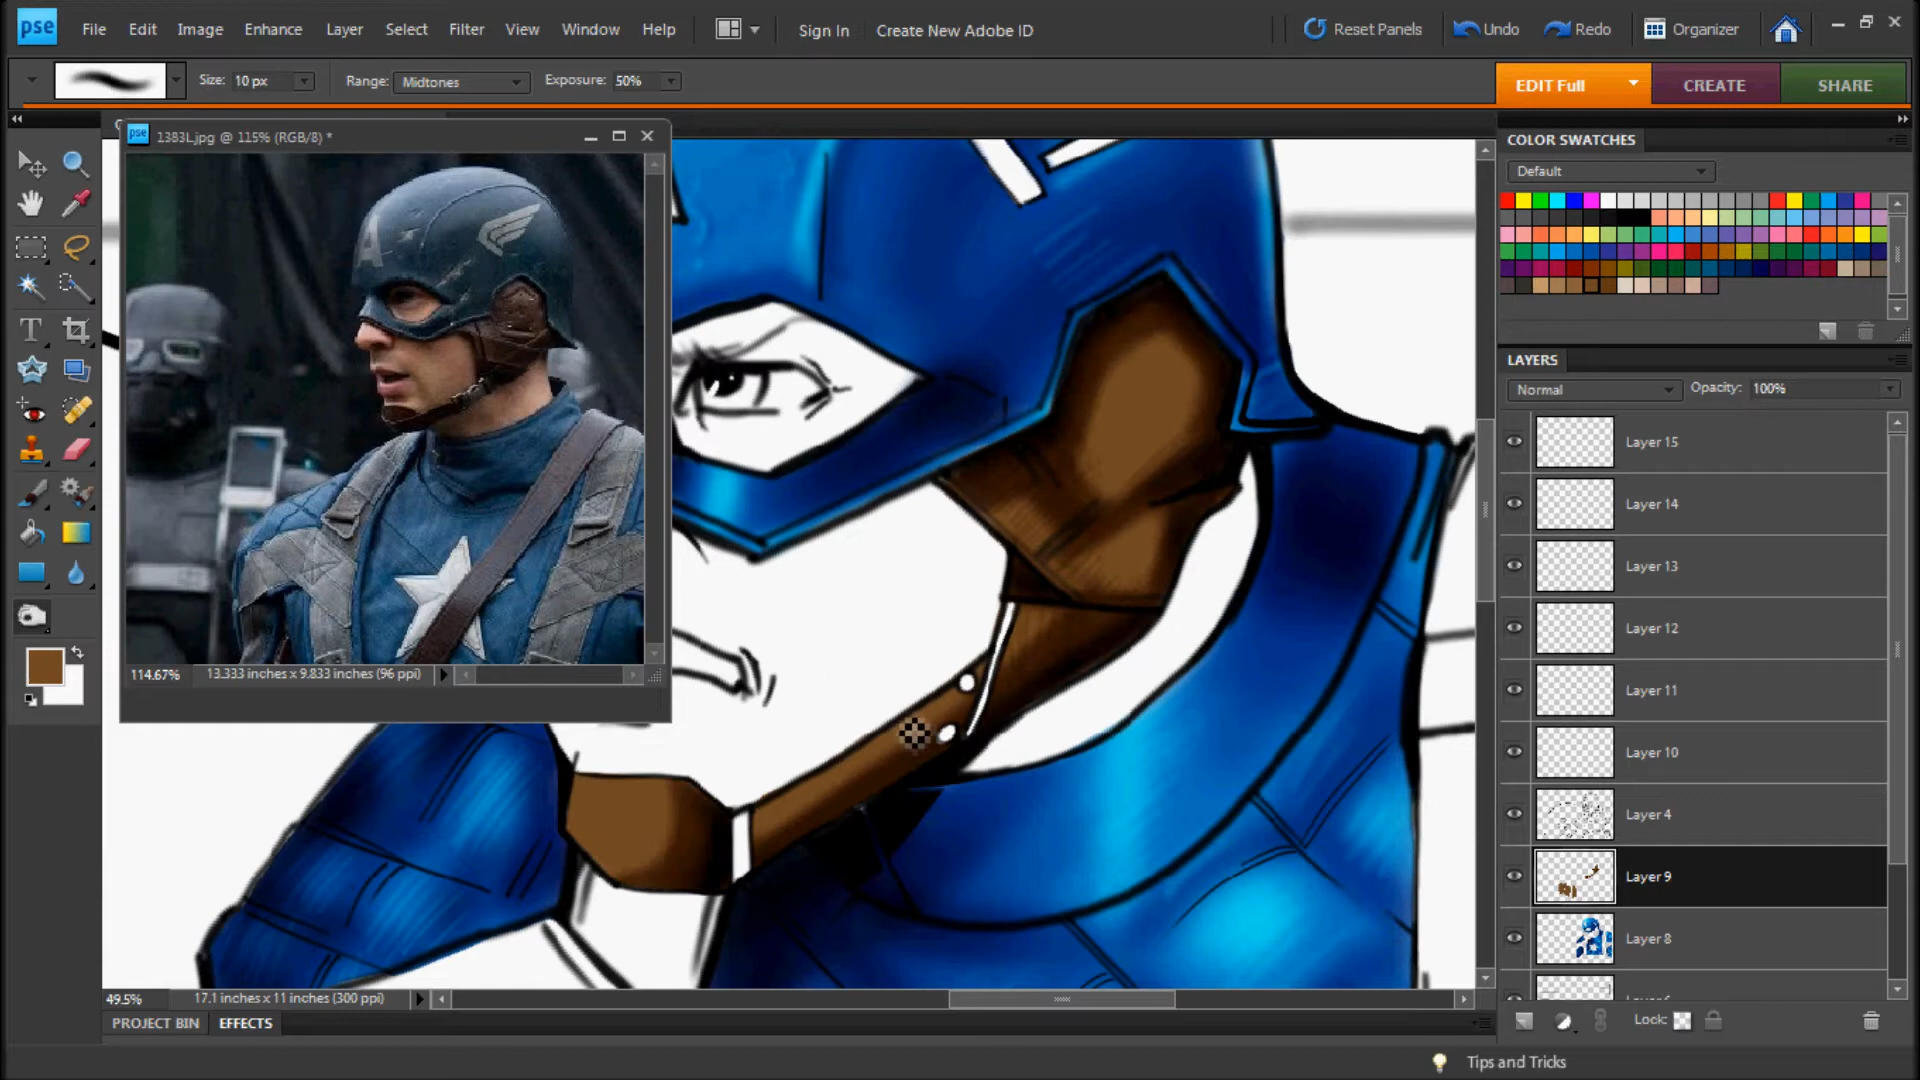 pse File Edit Image Enhance Layer Select Filter View Window Help Sign In Create New Adobe ID Reset Panels Undo Redo Organizer
Size: 10 px Range: Midtones Exposure: 50% EDIT Full CREATE SHARE
pse 1383L.jpg @ 115% (RGB/8) *
COLOR SWATCHES
Default
A
T
LAYERS
Normal Opacity: 100%
Layer 15
Layer 14
Layer 13
Layer 12
Layer 11
114.67% 13.333 inches x 9.833 inches (96 ppi)
Layer 10
Layer 4
Layer 9
Layer 8
49.5% 17.1 inches x 11 inches (300 ppi)
PROJECT BIN EFFECTS
Lock:
Tips and Tricks